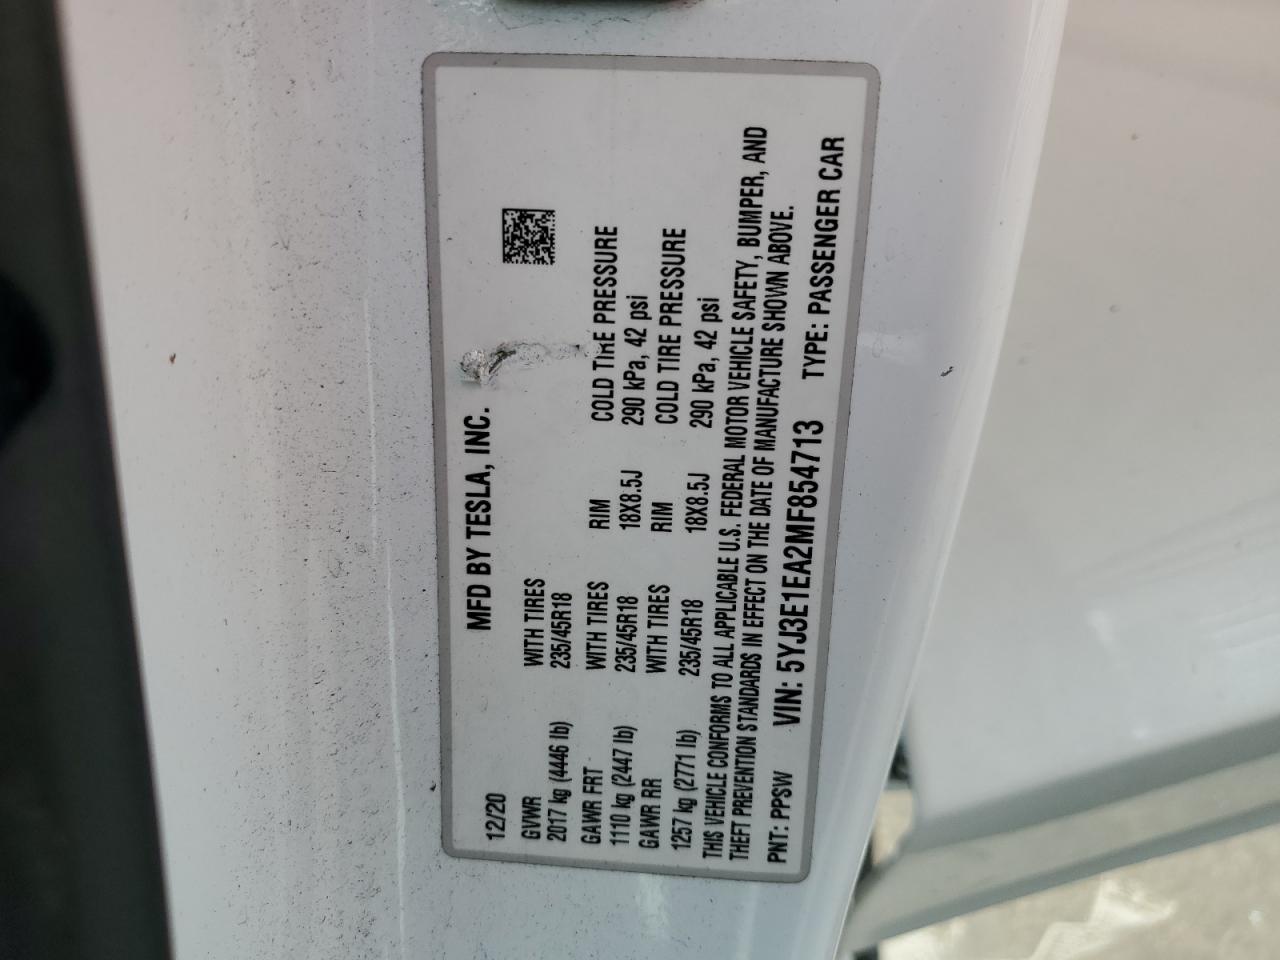 MFD BY TESLA, INC.
12/20
GVWR WITH TIRES
2017 kg (4446 lb) 235/45R18
GAWR FRT WITH TIRES RIM COLD TIRE PRESSURE
1110 kg (2447 lb) 235/45R18 18X8.5J 290 kPa, 42 psi
GAWR RR WITH TIRES RIM COLD TIRE PRESSURE
1257 kg (2771 lb) 235/45R18 18X8.5J 290 kPa, 42 psi
THIS VEHICLE CONFORMS TO ALL APPLICABLE U.S. FEDERAL MOTOR VEHICLE SAFETY, BUMPER, AND
THEFT PREVENTION STANDARDS IN EFFECT ON THE DATE OF MANUFACTURE SHOWN ABOVE.
PNT: PPSW VIN: 5YJ3E1EA2MF854713 TYPE: PASSENGER CAR